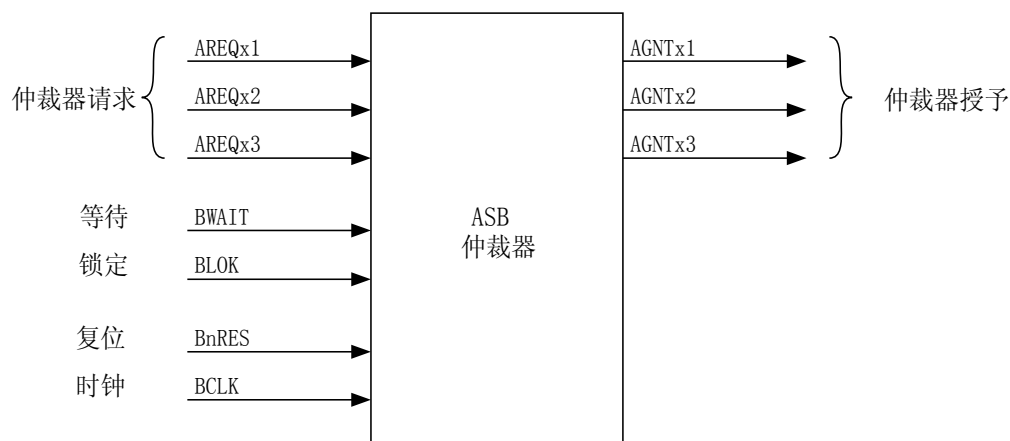 AREQx1
AREQx2
AREQx3
仲裁器请求
等待
BWAIT
锁定
BLOK
复位
BnRES
时钟
BCLK
ASB
仲裁器
AGNTx1
AGNTx2
AGNTx3
仲裁器授予